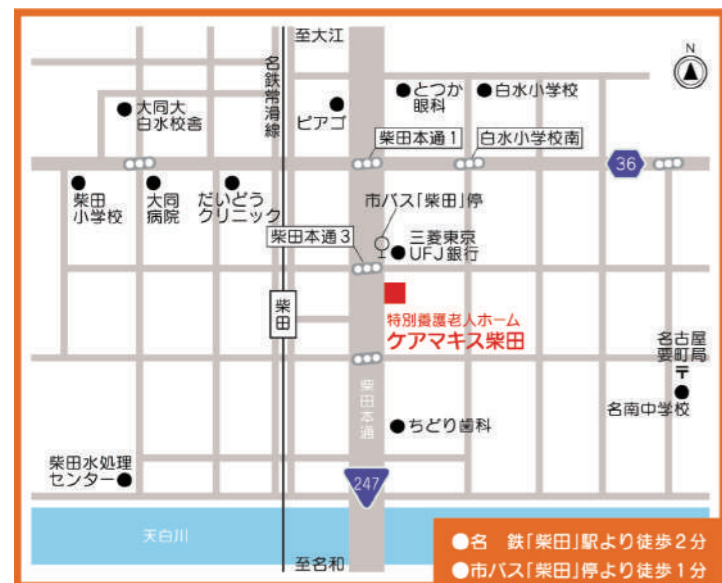 至大江
N
名鉄常滑線
とつか
眼科
白水小学校
大同大
白水校舎
ピアゴ
柴田本通1
白水小学校南
36
柴田
小学校
大同
病院
だいどう
クリニック
市バス「柴田」停
柴田本通3
三菱東京
UFJ銀行
柴田
特別養護老人ホーム
ケアマキス柴田
名古屋
要町局
〒
名南中学校
柴田本通
ちどり歯科
柴田水処理
センター
247
天白川
至名和
●名 鉄「柴田」駅より徒歩2分
●市バス「柴田」停より徒歩1分